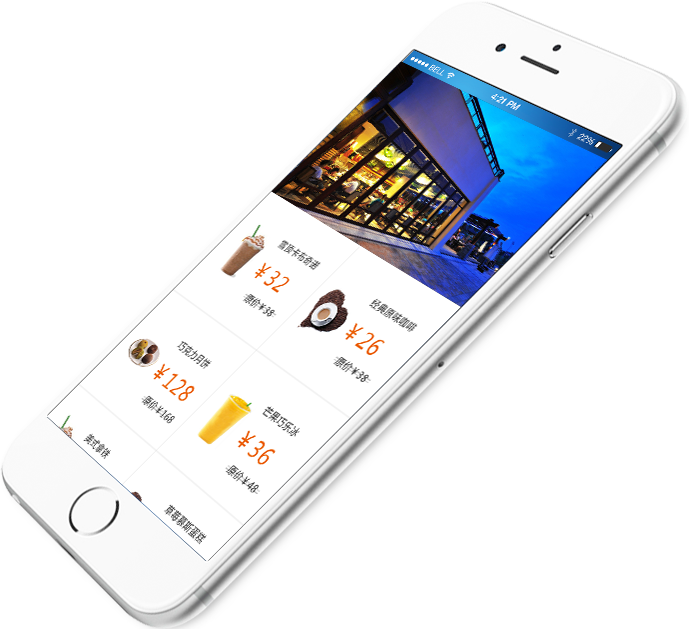 BELL
4:21 PM
22%
雪顶卡布奇诺
¥32
原价¥38
经典原味咖啡
¥26
原价¥38
巧克力月饼
¥128
原价¥168
芒果巧乐冰
¥36
原价¥48
美式拿铁
草莓慕斯蛋糕